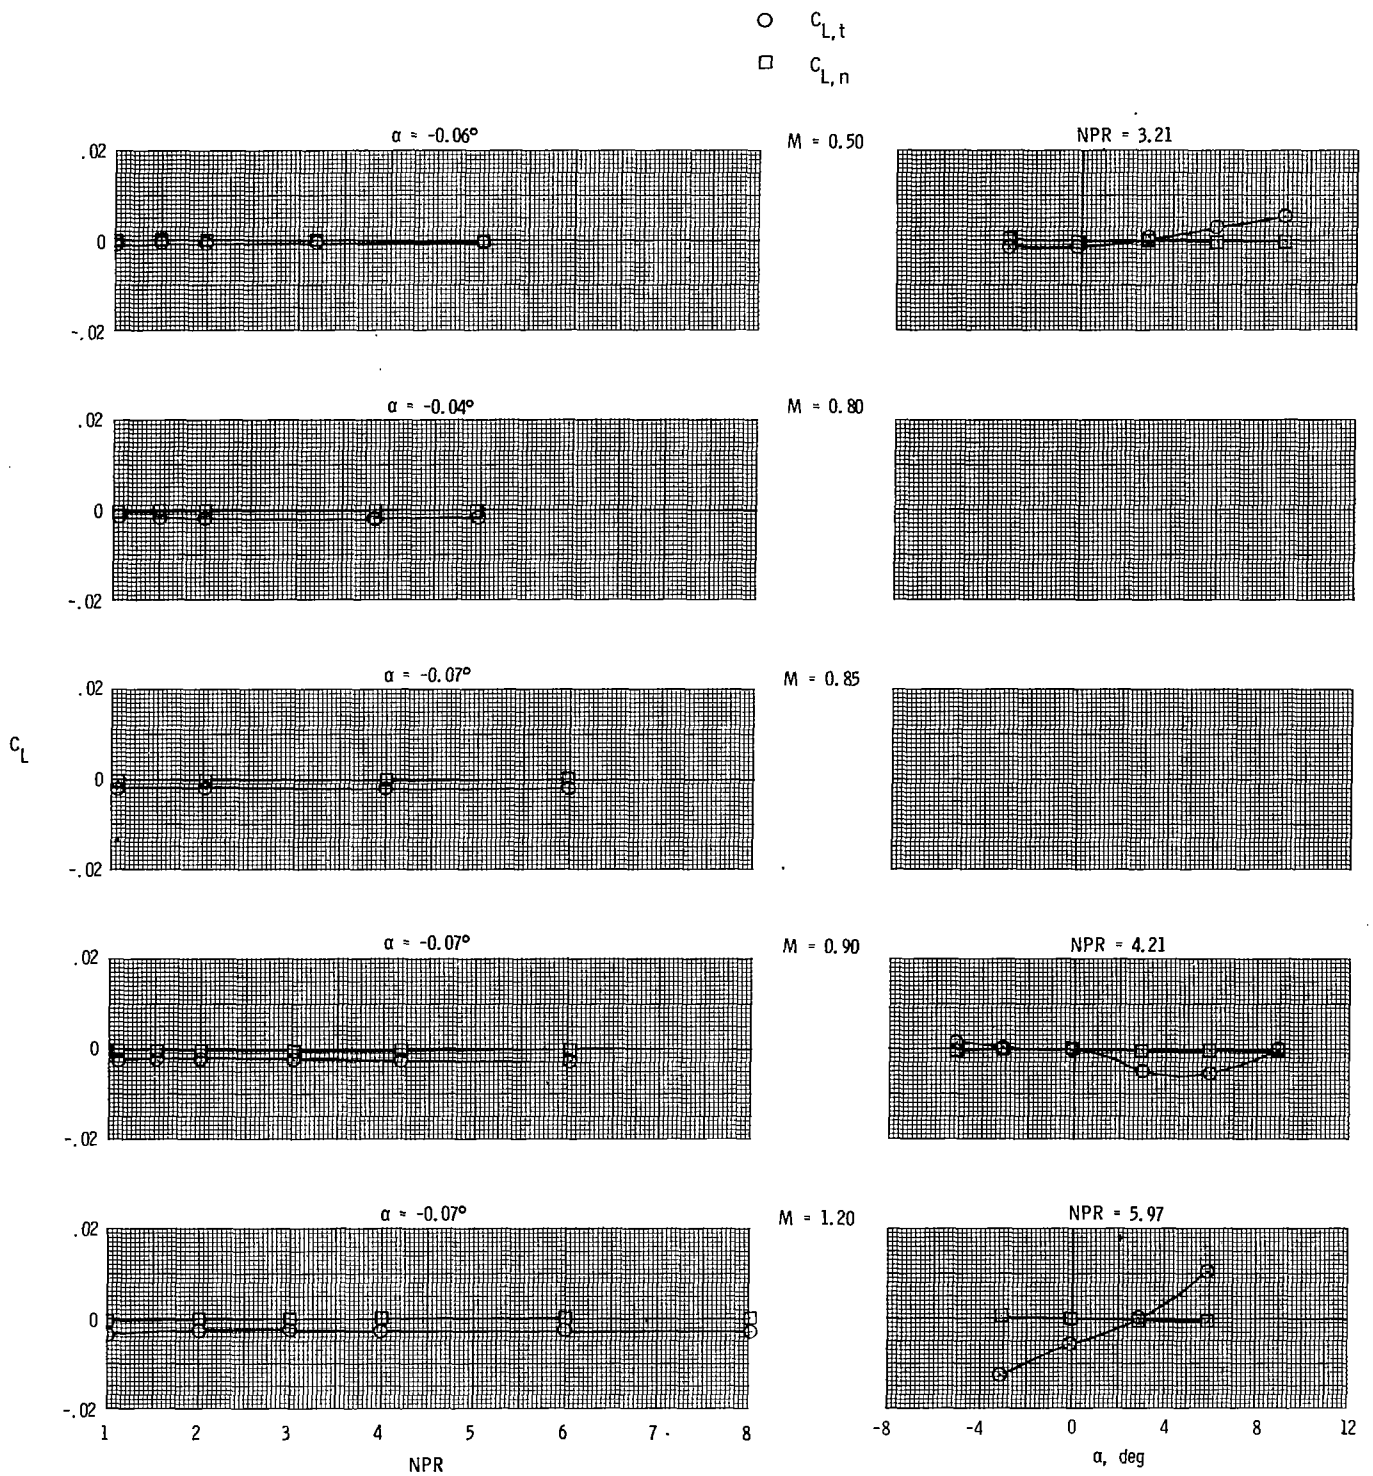 C_L,t
C_L,n
α = -0.06°
M = 0.50
NPR = 3.21
.02
0
-.02
α = -0.04°
M = 0.80
.02
0
-.02
α = -0.07°
M = 0.85
.02
C_L
0
-.02
α = -0.07°
M = 0.90
NPR = 4.21
.02
0
-.02
α = -0.07°
M = 1.20
NPR = 5.97
.02
0
-.02
1 2 3 4 5 6 7 8
-8 -4 0 4 8 12
NPR
α, deg